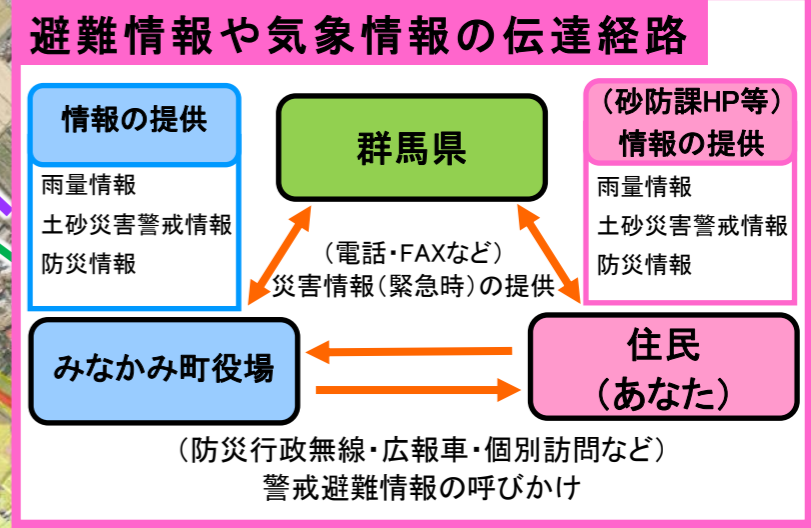 避難情報や気象情報の伝達経路
情報の提供
雨量情報
土砂災害警戒情報
防災情報
群馬県
(砂防課HP等)
情報の提供
雨量情報
土砂災害警戒情報
防災情報
(電話・FAXなど)
災害情報(緊急時)の提供
みなかみ町役場
住民
(あなた)
(防災行政無線・広報車・個別訪問など)
警戒避難情報の呼びかけ